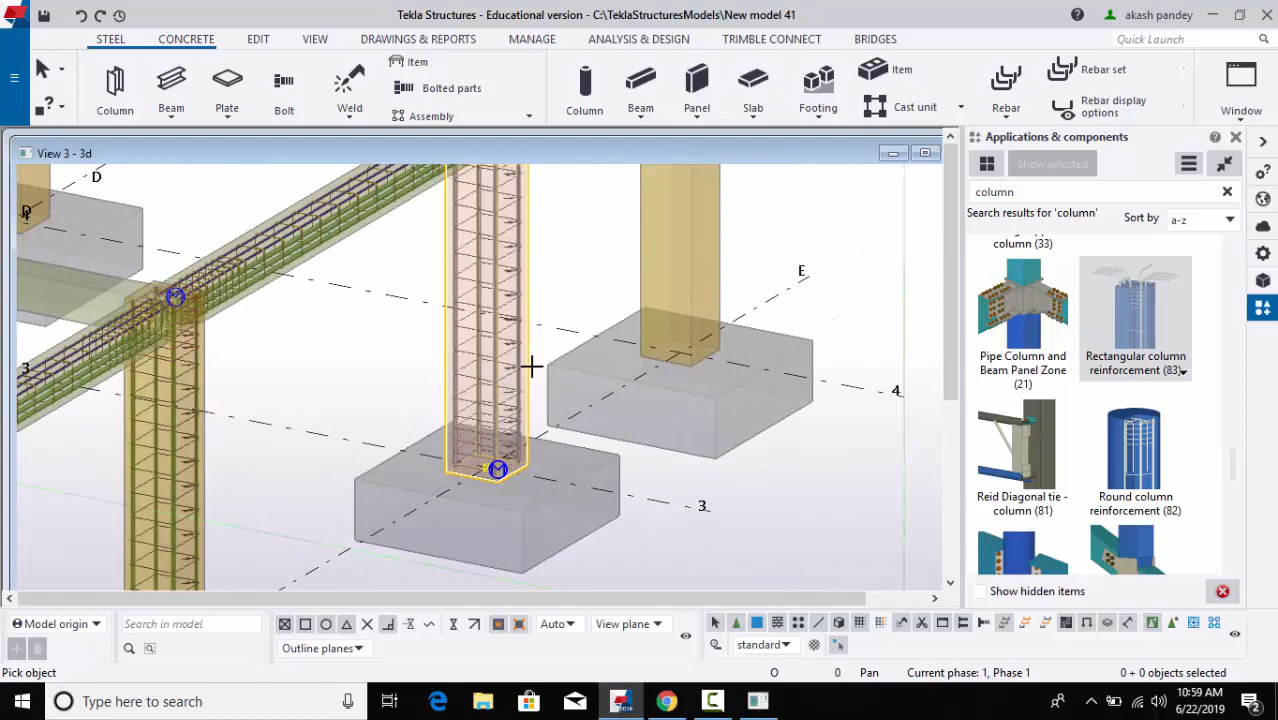 Tekla Structures - Educational version - C:\TeklaStructuresModels\New model 41
akash pandey
STEEL CONCRETE EDIT VIEW DRAWINGS & REPORTS MANAGE ANALYSIS & DESIGN TRIMBLE CONNECT BRIDGES
Quick Launch
Column Beam Plate Bolt Weld
Item
Bolted parts
Assembly
Column Beam Panel Slab Footing
Item
Cast unit
Rebar
Rebar set
Rebar display options
Window
View 3 - 3d
D
D
3
E
4
3
Applications & components
Show selected
column
Search results for 'column'
Sort by a-z
column (33)
Pipe Column and Beam Panel Zone (21)
Rectangular column reinforcement (83)
Reid Diagonal tie - column (81)
Round column reinforcement (82)
Show hidden items
Model origin
Search in model
Auto
View plane
Outline planes
standard
Pick object
O 0 Pan Current phase: 1, Phase 1 0 + 0 objects selected
Type here to search
10:59 AM
6/22/2019
2